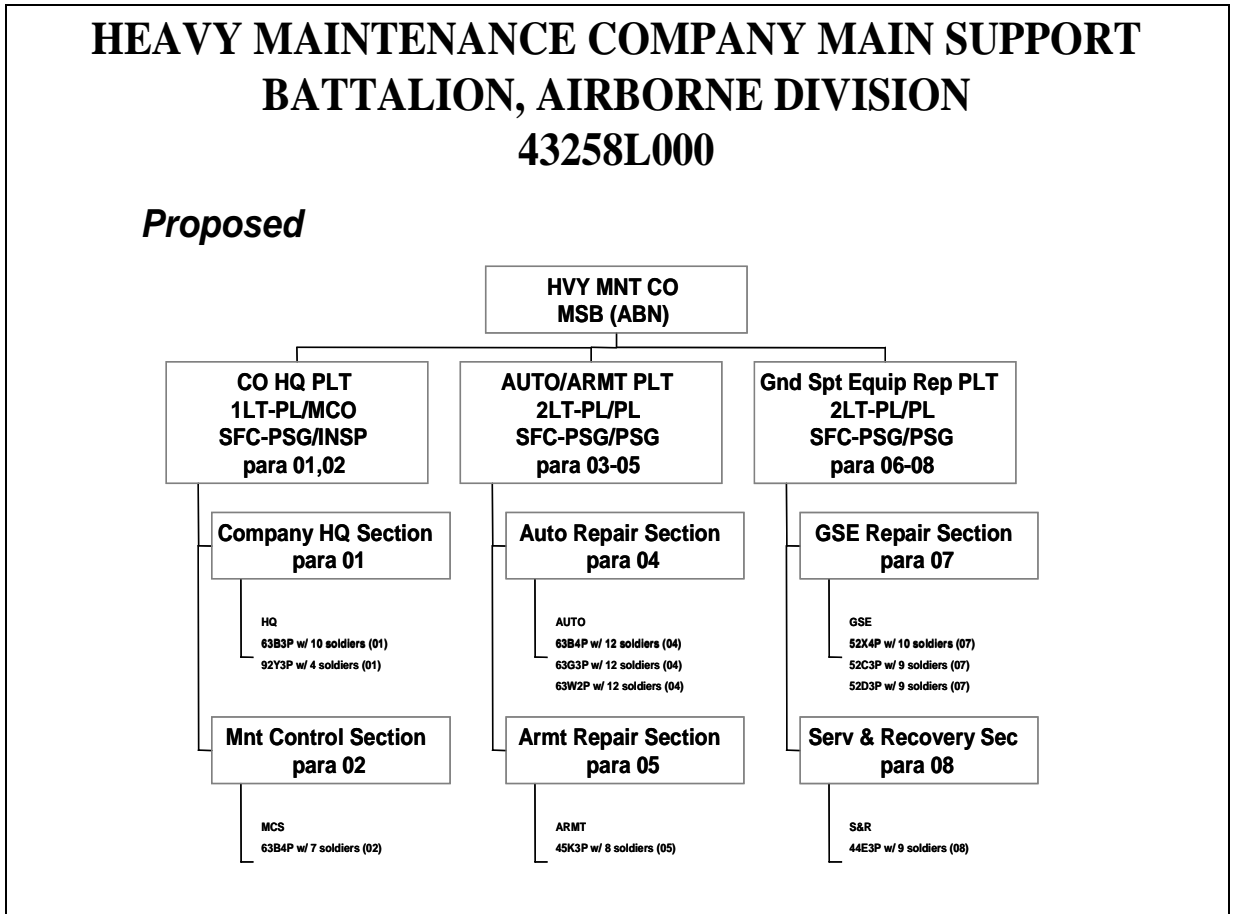 HEAVY MAINTENANCE COMPANY MAIN SUPPORT
BATTALION, AIRBORNE DIVISION
43258L000
Proposed
HVY MNT CO
MSB (ABN)
CO HQ PLT
1LT-PL/MCO
SFC-PSG/INSP
para 01,02
Company HQ Section
para 01
HQ
63B3P w/ 10 soldiers (01)
92Y3P w/ 4 soldiers (01)
Mnt Control Section
para 02
MCS
63B4P w/ 7 soldiers (02)
AUTO/ARMT PLT
2LT-PL/PL
SFC-PSG/PSG
para 03-05
Auto Repair Section
para 04
AUTO
63B4P w/ 12 soldiers (04)
63G3P w/ 12 soldiers (04)
63W2P w/ 12 soldiers (04)
Armt Repair Section
para 05
ARMT
45K3P w/ 8 soldiers (05)
Gnd Spt Equip Rep PLT
2LT-PL/PL
SFC-PSG/PSG
para 06-08
GSE Repair Section
para 07
GSE
52X4P w/ 10 soldiers (07)
52C3P w/ 9 soldiers (07)
52D3P w/ 9 soldiers (07)
Serv & Recovery Sec
para 08
S&R
44E3P w/ 9 soldiers (08)